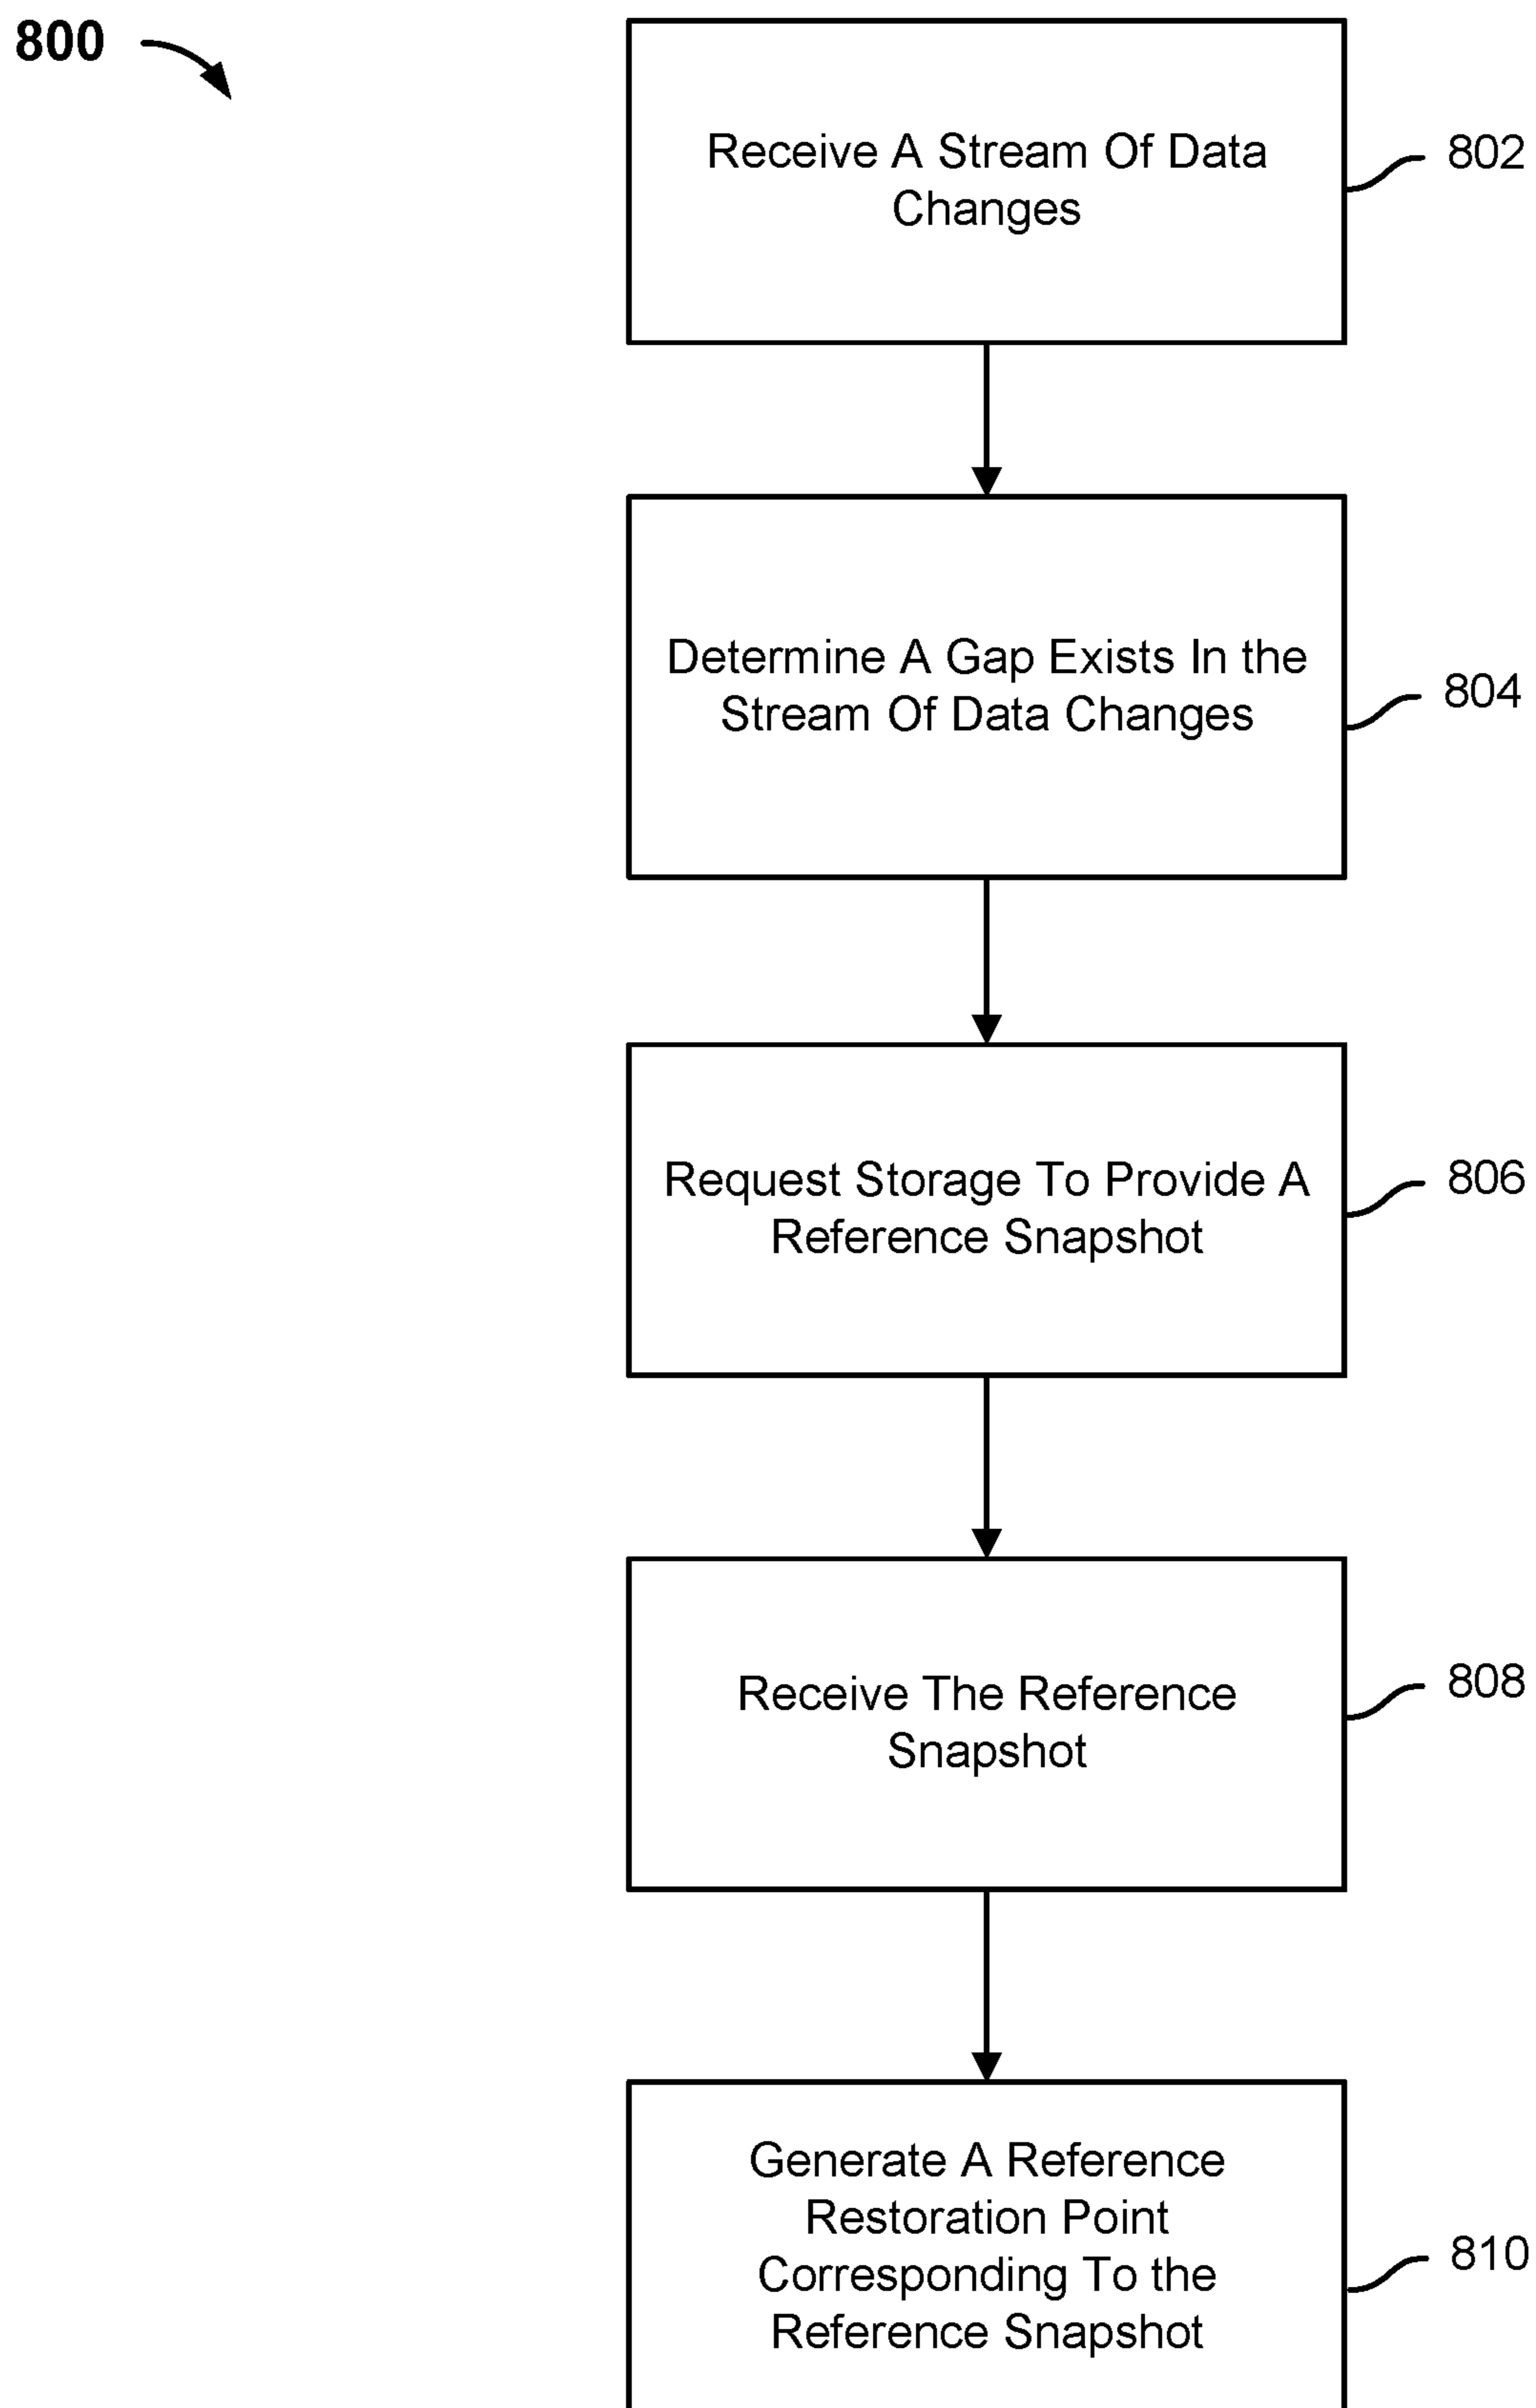 800
Receive A Stream Of Data
Changes
802
Determine A Gap Exists In the
Stream Of Data Changes
804
Request Storage To Provide A
Reference Snapshot
806
Receive The Reference
Snapshot
808
Generate A Reference
Restoration Point
Corresponding To the
Reference Snapshot
810